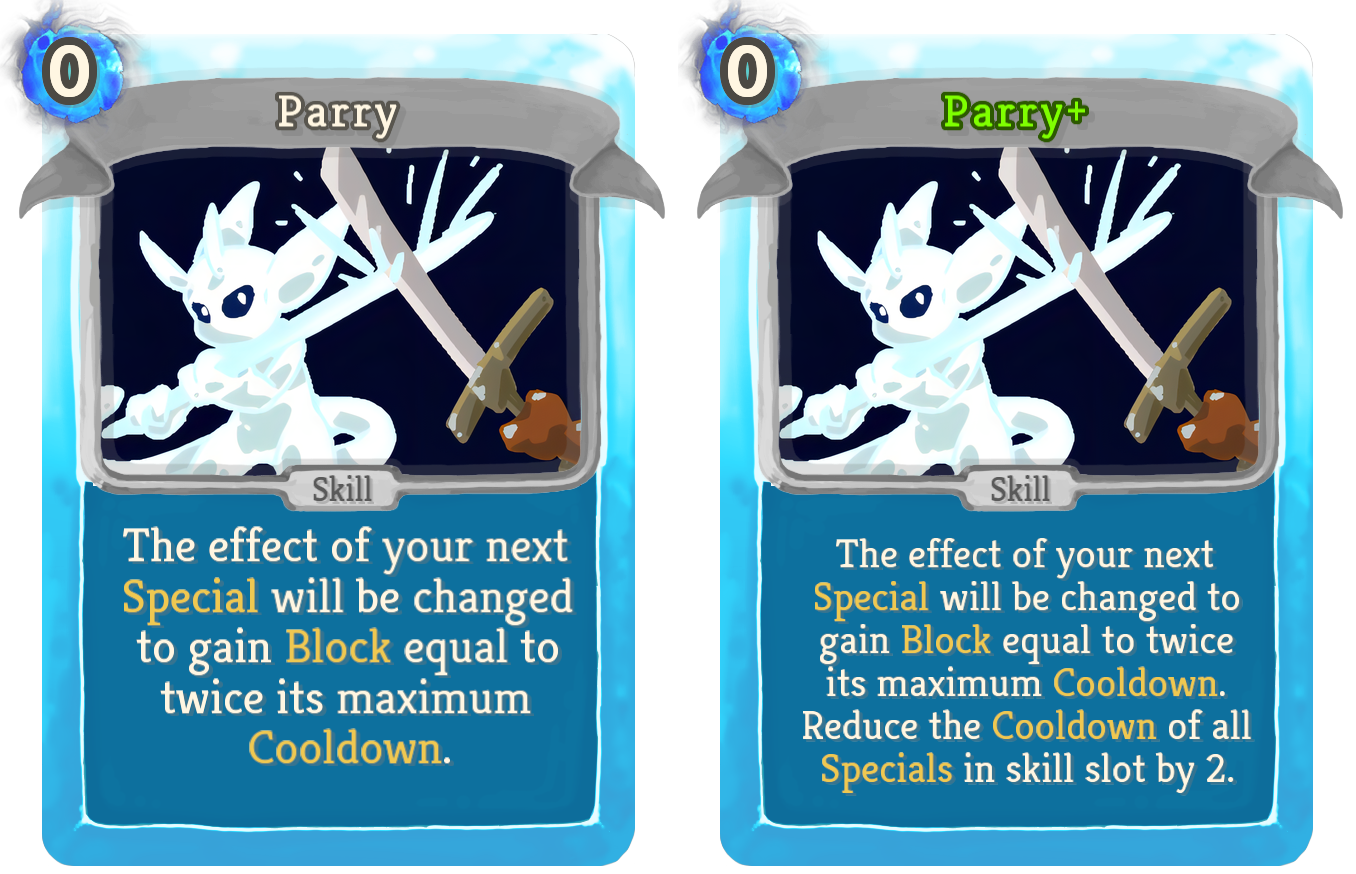 0
Parry
Skill
The effect of your next
Special will be changed
to gain Block equal to
twice its maximum
Cooldown.
0
Parry+
Skill
The effect of your next
Special will be changed to
gain Block equal to twice
its maximum Cooldown.
Reduce the Cooldown of all
Specials in skill slot by 2.